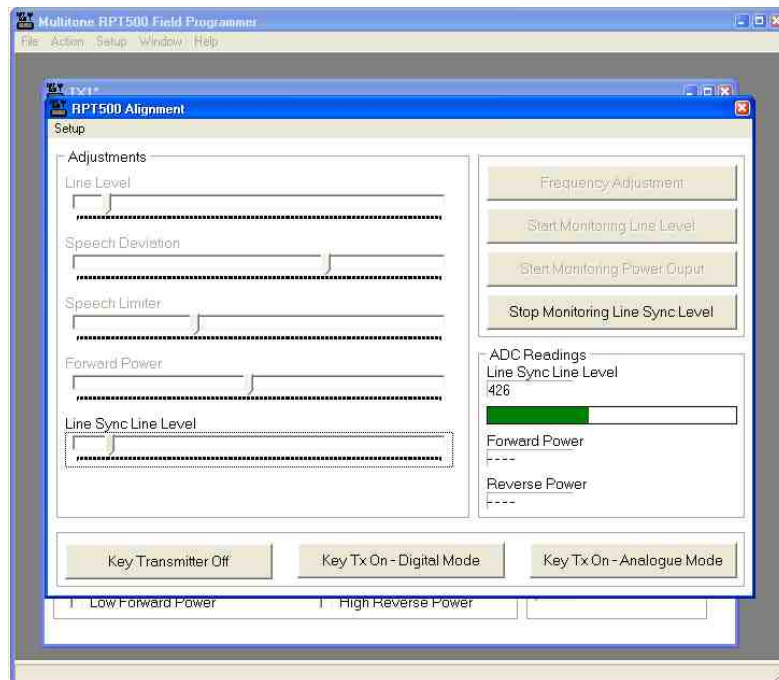 Multitone RPT500 Field Programmer
File Action Setup Window Help
TX1*
RPT500 Alignment
Setup
Adjustments
Line Level
Speech Deviation
Speech Limiter
Forward Power
Line Sync Line Level
Frequency Adjustment
Start Monitoring Line Level
Start Monitoring Power Ouput
Stop Monitoring Line Sync Level
ADC Readings
Line Sync Line Level
426
Forward Power
----
Reverse Power
----
Key Transmitter Off
Key Tx On - Digital Mode
Key Tx On - Analogue Mode
Low Forward Power
High Reverse Power